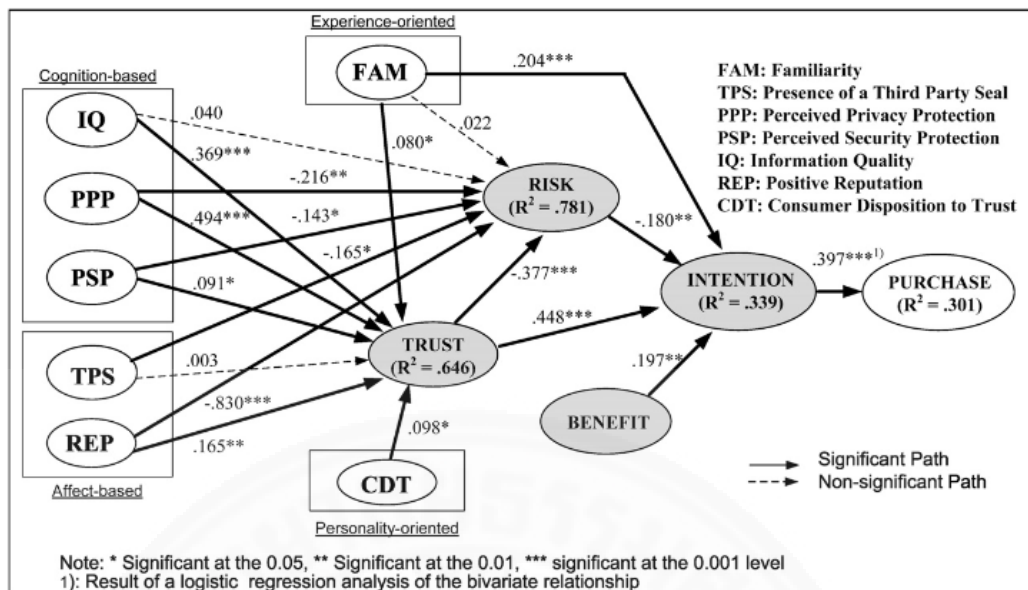 Experience-oriented
Cognition-based
FAM
.204***
FAM: Familiarity
TPS: Presence of a Third Party Seal
PPP: Perceived Privacy Protection
PSP: Perceived Security Protection
IQ: Information Quality
REP: Positive Reputation
CDT: Consumer Disposition to Trust
IQ
.040
.369***
.080*
.022
PPP
-.216**
.494***
RISK
(R² = .781)
-.143*
-.180**
-.165*
PSP
.091*
-.377***
INTENTION
(R² = .339)
.397***¹⁾
PURCHASE
(R² = .301)
.448***
TRUST
(R² = .646)
TPS
.003
.197**
-.830***
BENEFIT
REP
.165**
.098*
Affect-based
CDT
Personality-oriented
Significant Path
Non-significant Path
Note: * Significant at the 0.05, ** Significant at the 0.01, *** significant at the 0.001 level
1): Result of a logistic regression analysis of the bivariate relationship